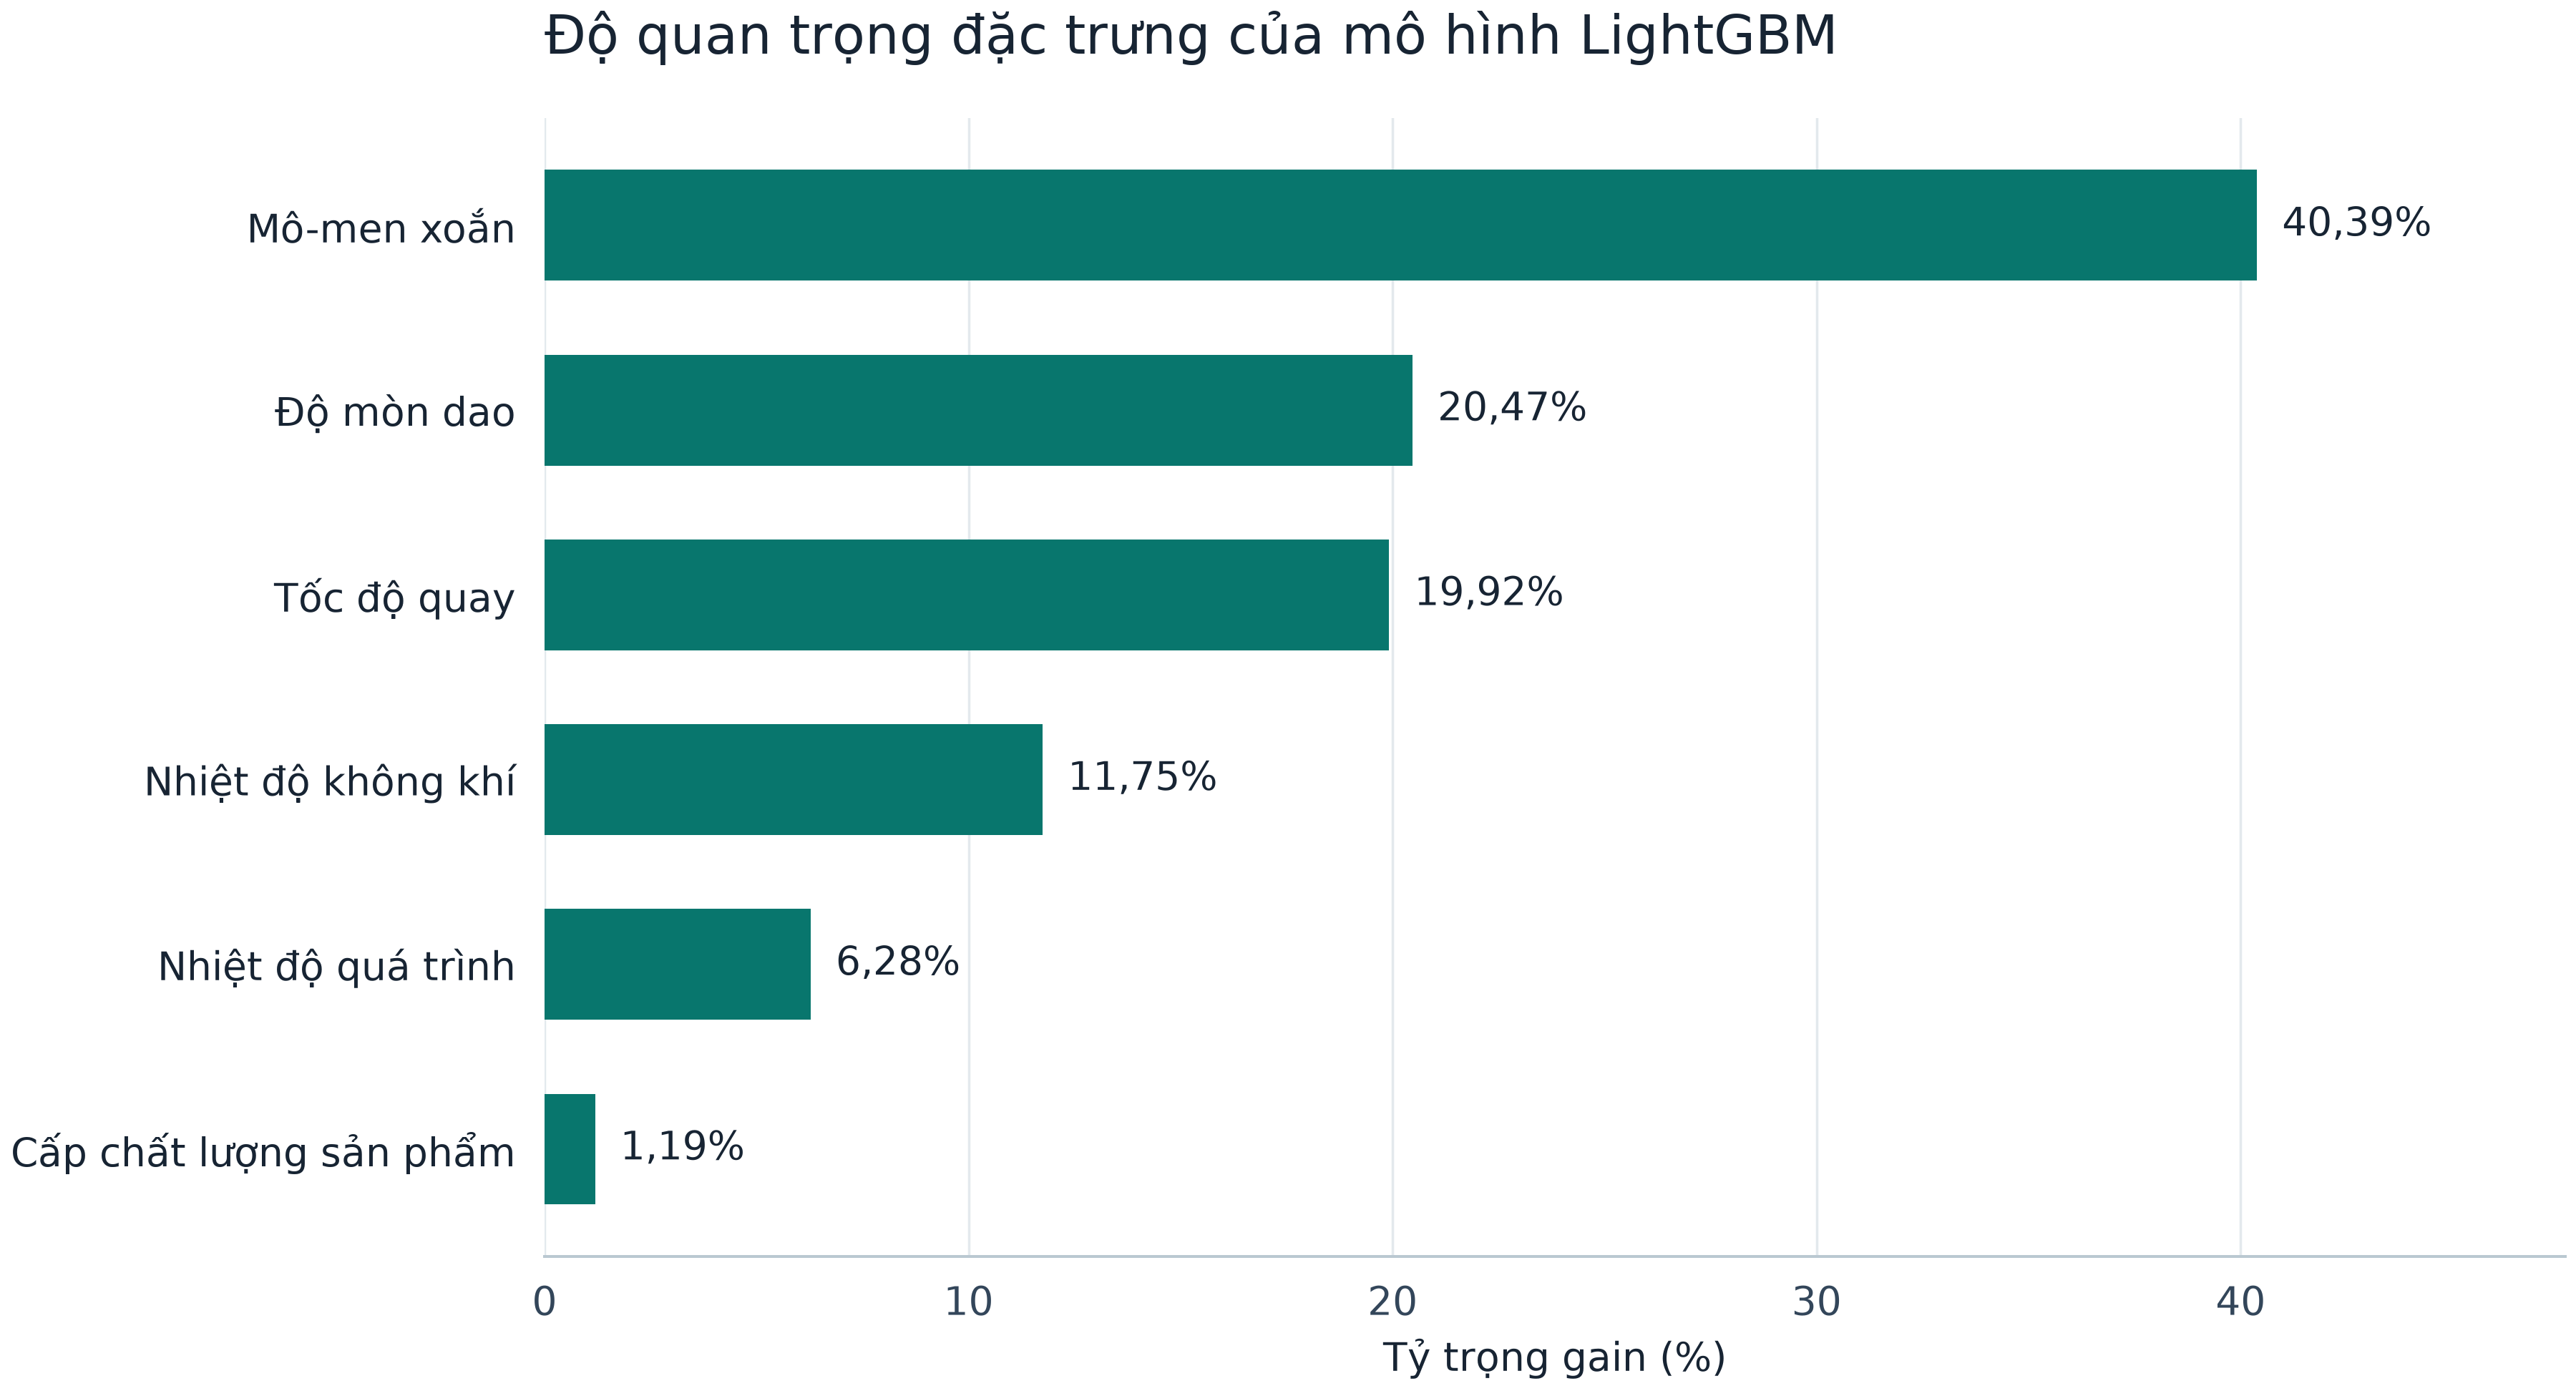 Độ quan trọng đặc trưng của mô hình LightGBM
Mô-men xoắn
40,39%
Độ mòn dao
20,47%
Tốc độ quay
19,92%
Nhiệt độ không khí
11,75%
Nhiệt độ quá trình
6,28%
Cấp chất lượng sản phẩm
1,19%
0 10 20 30 40
Tỷ trọng gain (%)